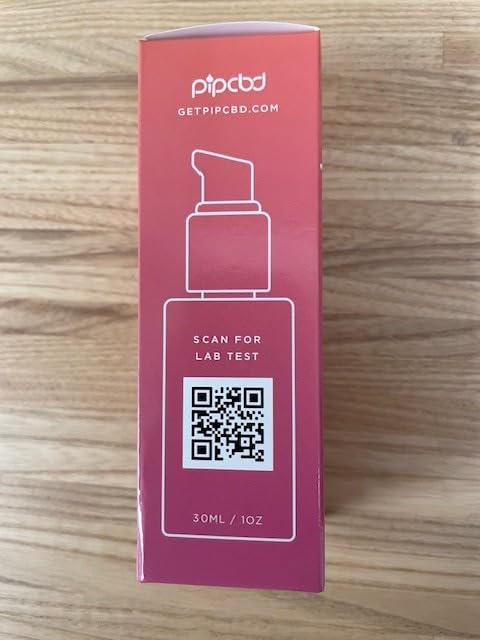 pipcbd
GETPIPCBD.COM
SCAN FOR
LAB TEST
30ML / 1OZ